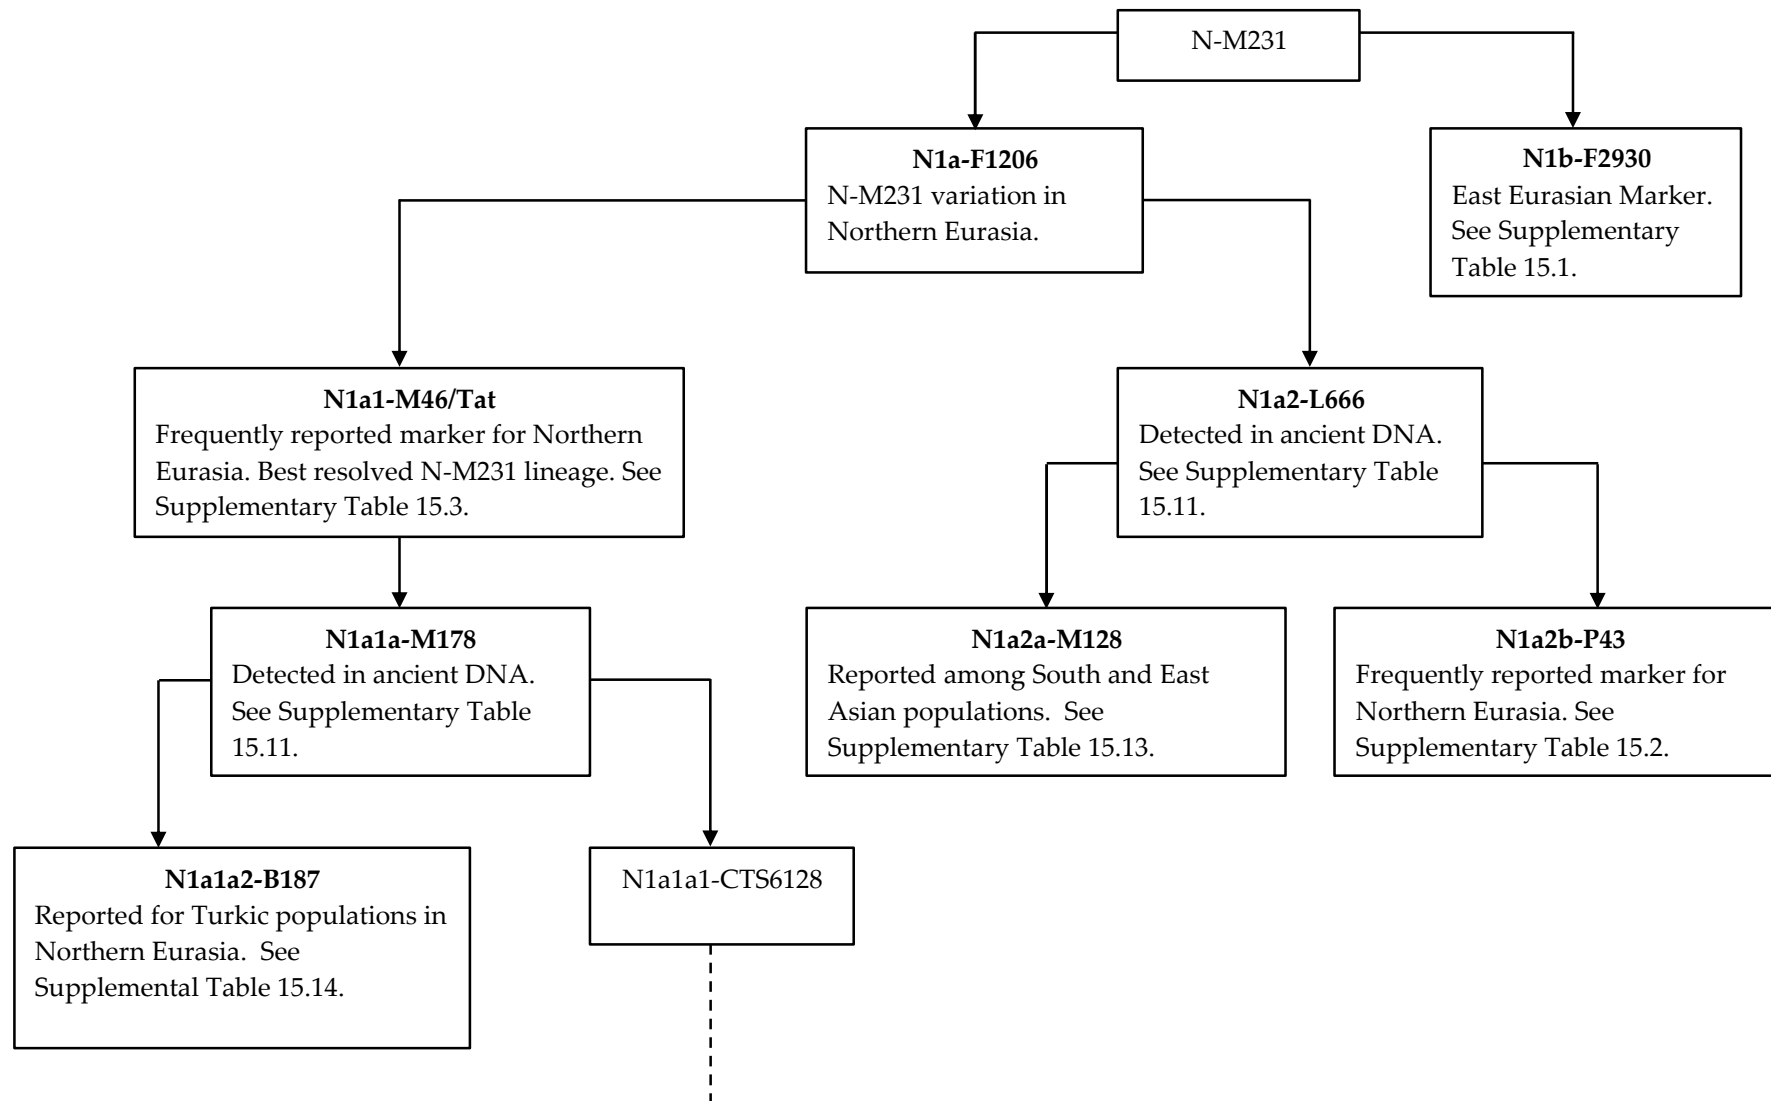 N-M231
N1a-F1206
N-M231 variation in
Northern Eurasia.
N1b-F2930
East Eurasian Marker.
See Supplementary
Table 15.1.
N1a1-M46/Tat
Frequently reported marker for Northern
Eurasia. Best resolved N-M231 lineage. See
Supplementary Table 15.3.
N1a2-L666
Detected in ancient DNA.
See Supplementary Table
15.11.
N1a1a-M178
Detected in ancient DNA.
See Supplementary Table
15.11.
N1a2a-M128
Reported among South and East
Asian populations.  See
Supplementary Table 15.13.
N1a2b-P43
Frequently reported marker for
Northern Eurasia. See
Supplementary Table 15.2.
N1a1a2-B187
Reported for Turkic populations in
Northern Eurasia.  See
Supplemental Table 15.14.
N1a1a1-CTS6128